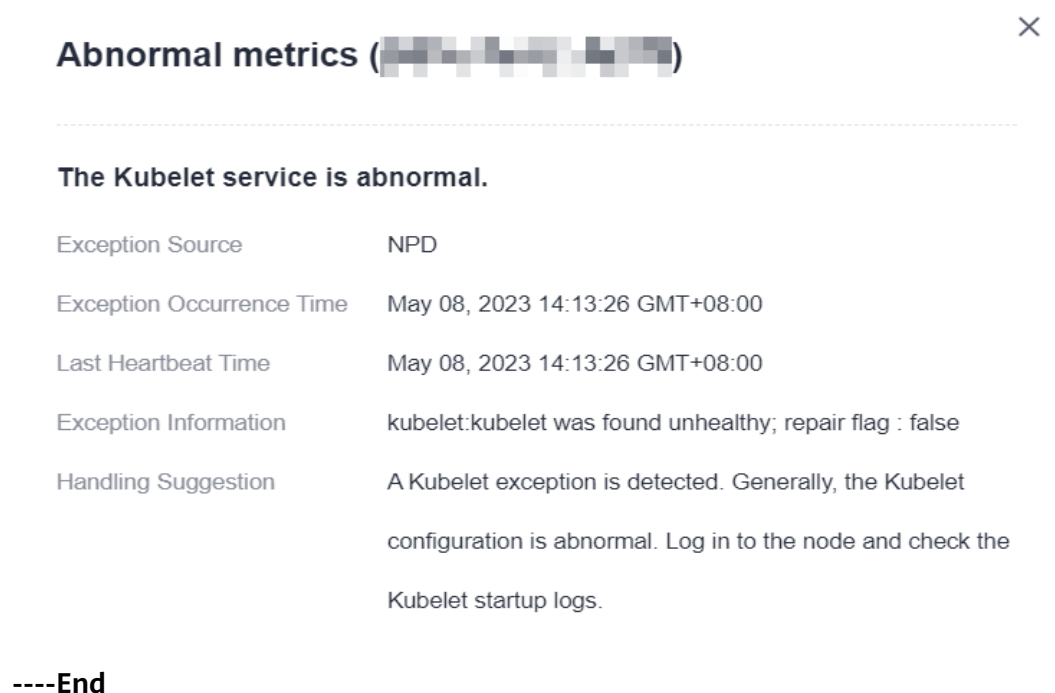 Abnormal metrics ( )
The Kubelet service is abnormal.
Exception Source NPD
Exception Occurrence Time May 08, 2023 14:13:26 GMT+08:00
Last Heartbeat Time May 08, 2023 14:13:26 GMT+08:00
Exception Information kubelet:kubelet was found unhealthy; repair flag : false
Handling Suggestion A Kubelet exception is detected. Generally, the Kubelet
configuration is abnormal. Log in to the node and check the
Kubelet startup logs.
----End